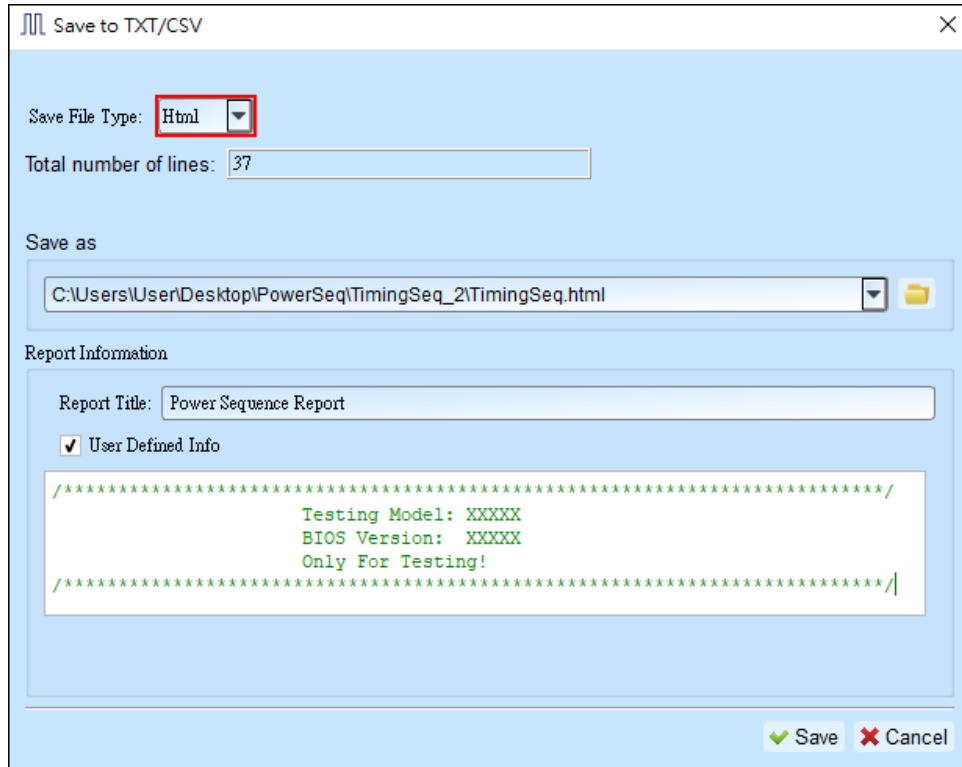 Save to TXT/CSV
Save File Type: Html
Total number of lines: 37
Save as
C:\Users\User\Desktop\PowerSeq\TimingSeq_2\TimingSeq.html
Report Information
Report Title: Power Sequence Report
User Defined Info
/***************************************************************************/
Testing Model: XXXXX
BIOS Version:  XXXXX
Only For Testing!
/***************************************************************************/
Save Cancel